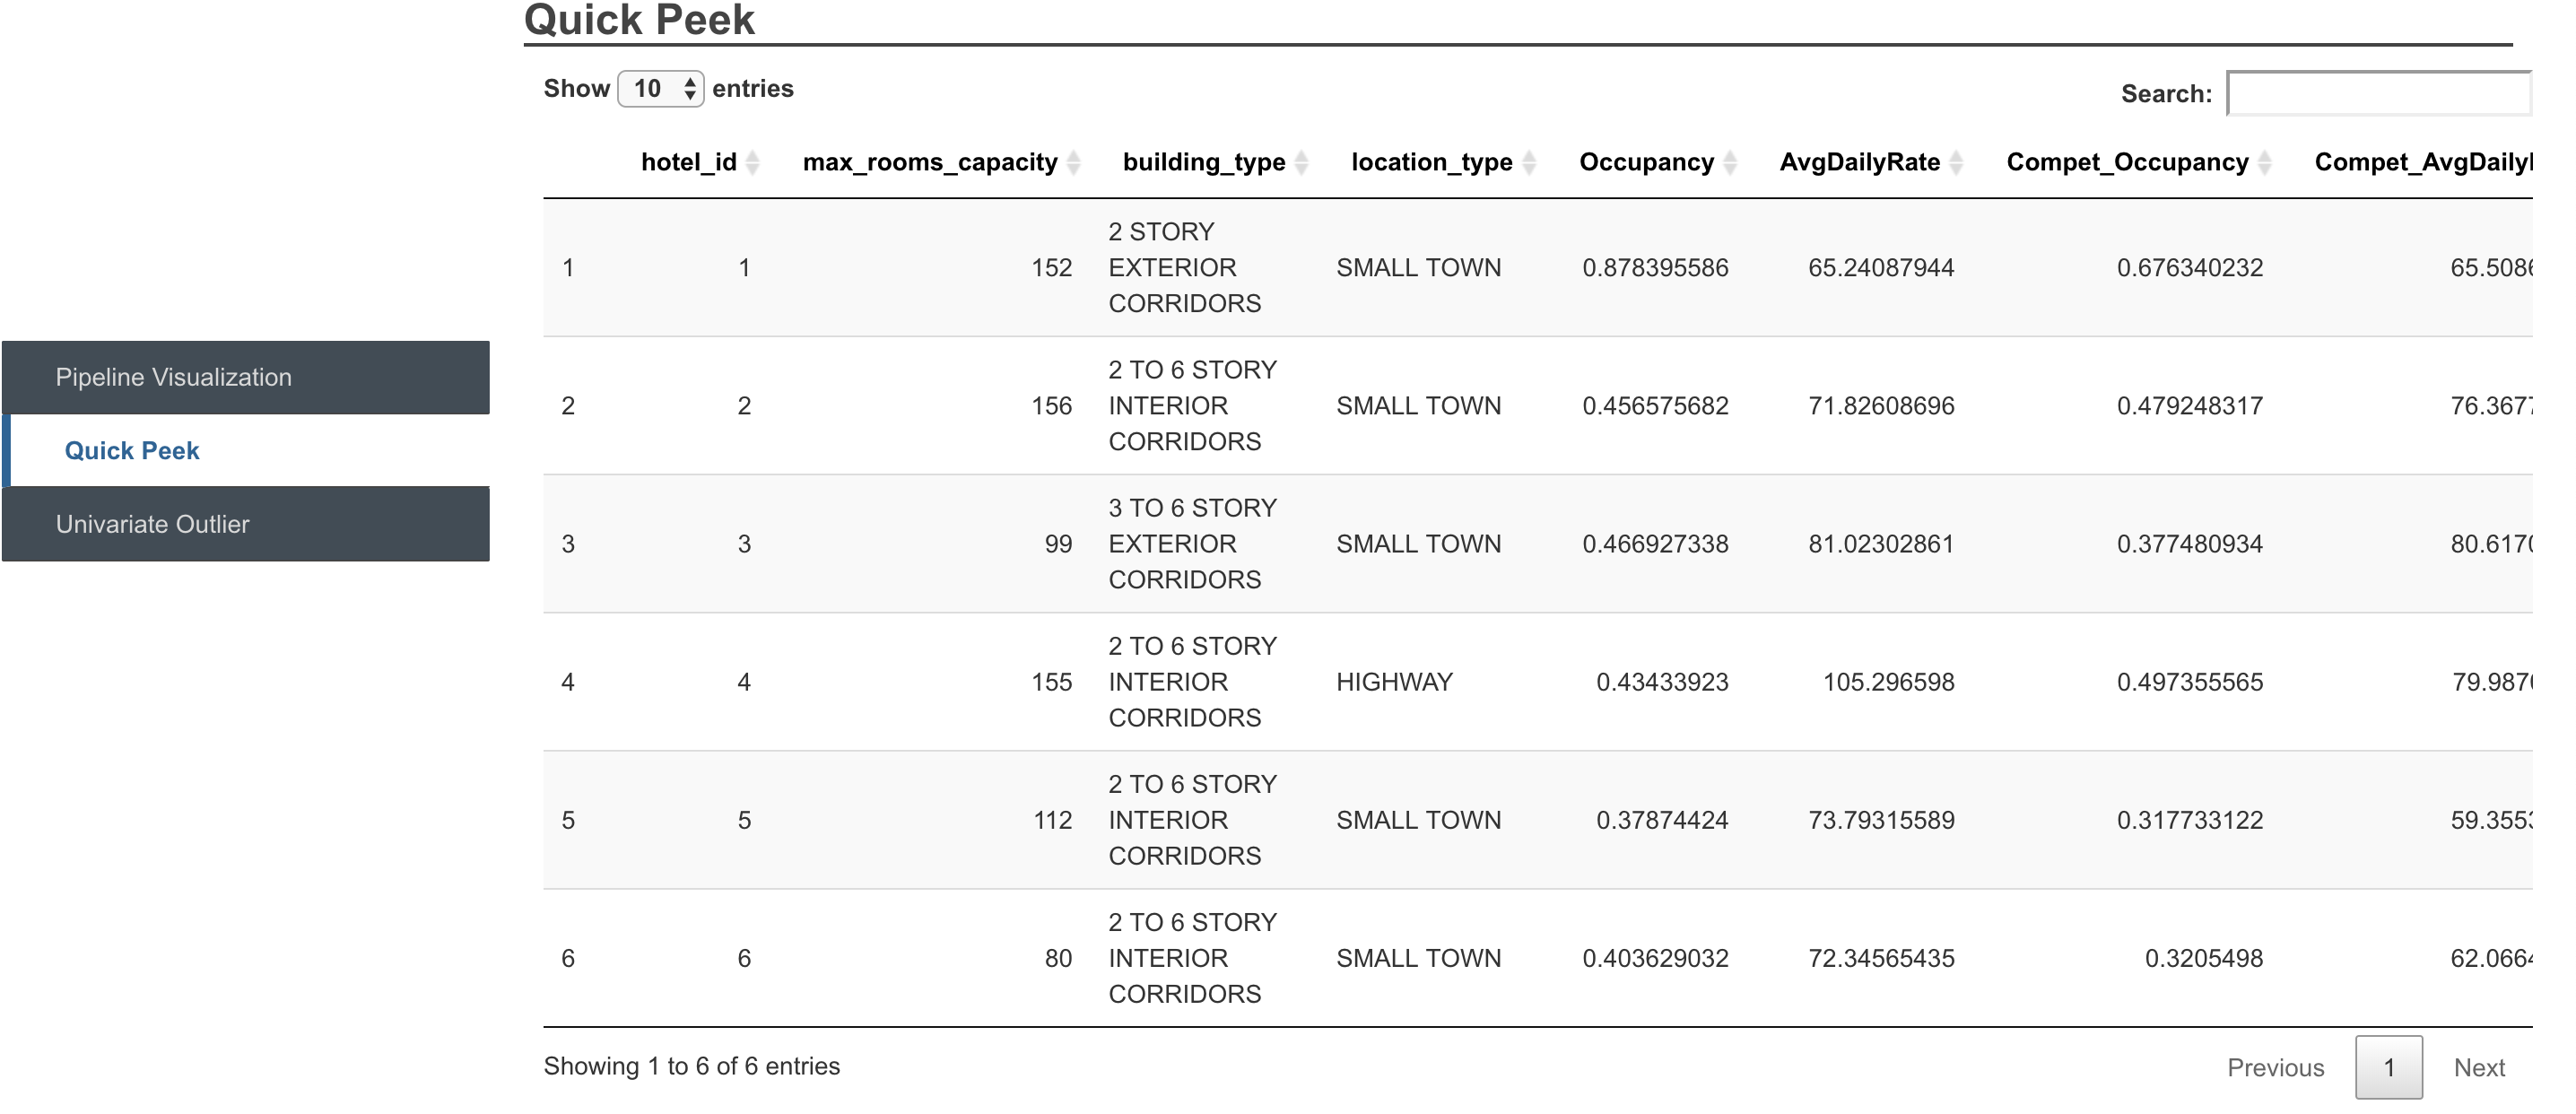 Quick Peek
Show 10 entries
Search:
hotel_id max_rooms_capacity building_type location_type Occupancy AvgDailyRate Compet_Occupancy Compet_AvgDaily
1 1 152 2 STORY EXTERIOR CORRIDORS SMALL TOWN 0.878395586 65.24087944 0.676340232 65.508
2 2 156 2 TO 6 STORY INTERIOR CORRIDORS SMALL TOWN 0.456575682 71.82608696 0.479248317 76.367
3 3 99 3 TO 6 STORY EXTERIOR CORRIDORS SMALL TOWN 0.466927338 81.02302861 0.377480934 80.617
4 4 155 2 TO 6 STORY INTERIOR CORRIDORS HIGHWAY 0.43433923 105.296598 0.497355565 79.987
5 5 112 2 TO 6 STORY INTERIOR CORRIDORS SMALL TOWN 0.37874424 73.79315589 0.317733122 59.355
6 6 80 2 TO 6 STORY INTERIOR CORRIDORS SMALL TOWN 0.403629032 72.34565435 0.3205498 62.066
Showing 1 to 6 of 6 entries
Previous 1 Next
Pipeline Visualization
Quick Peek
Univariate Outlier